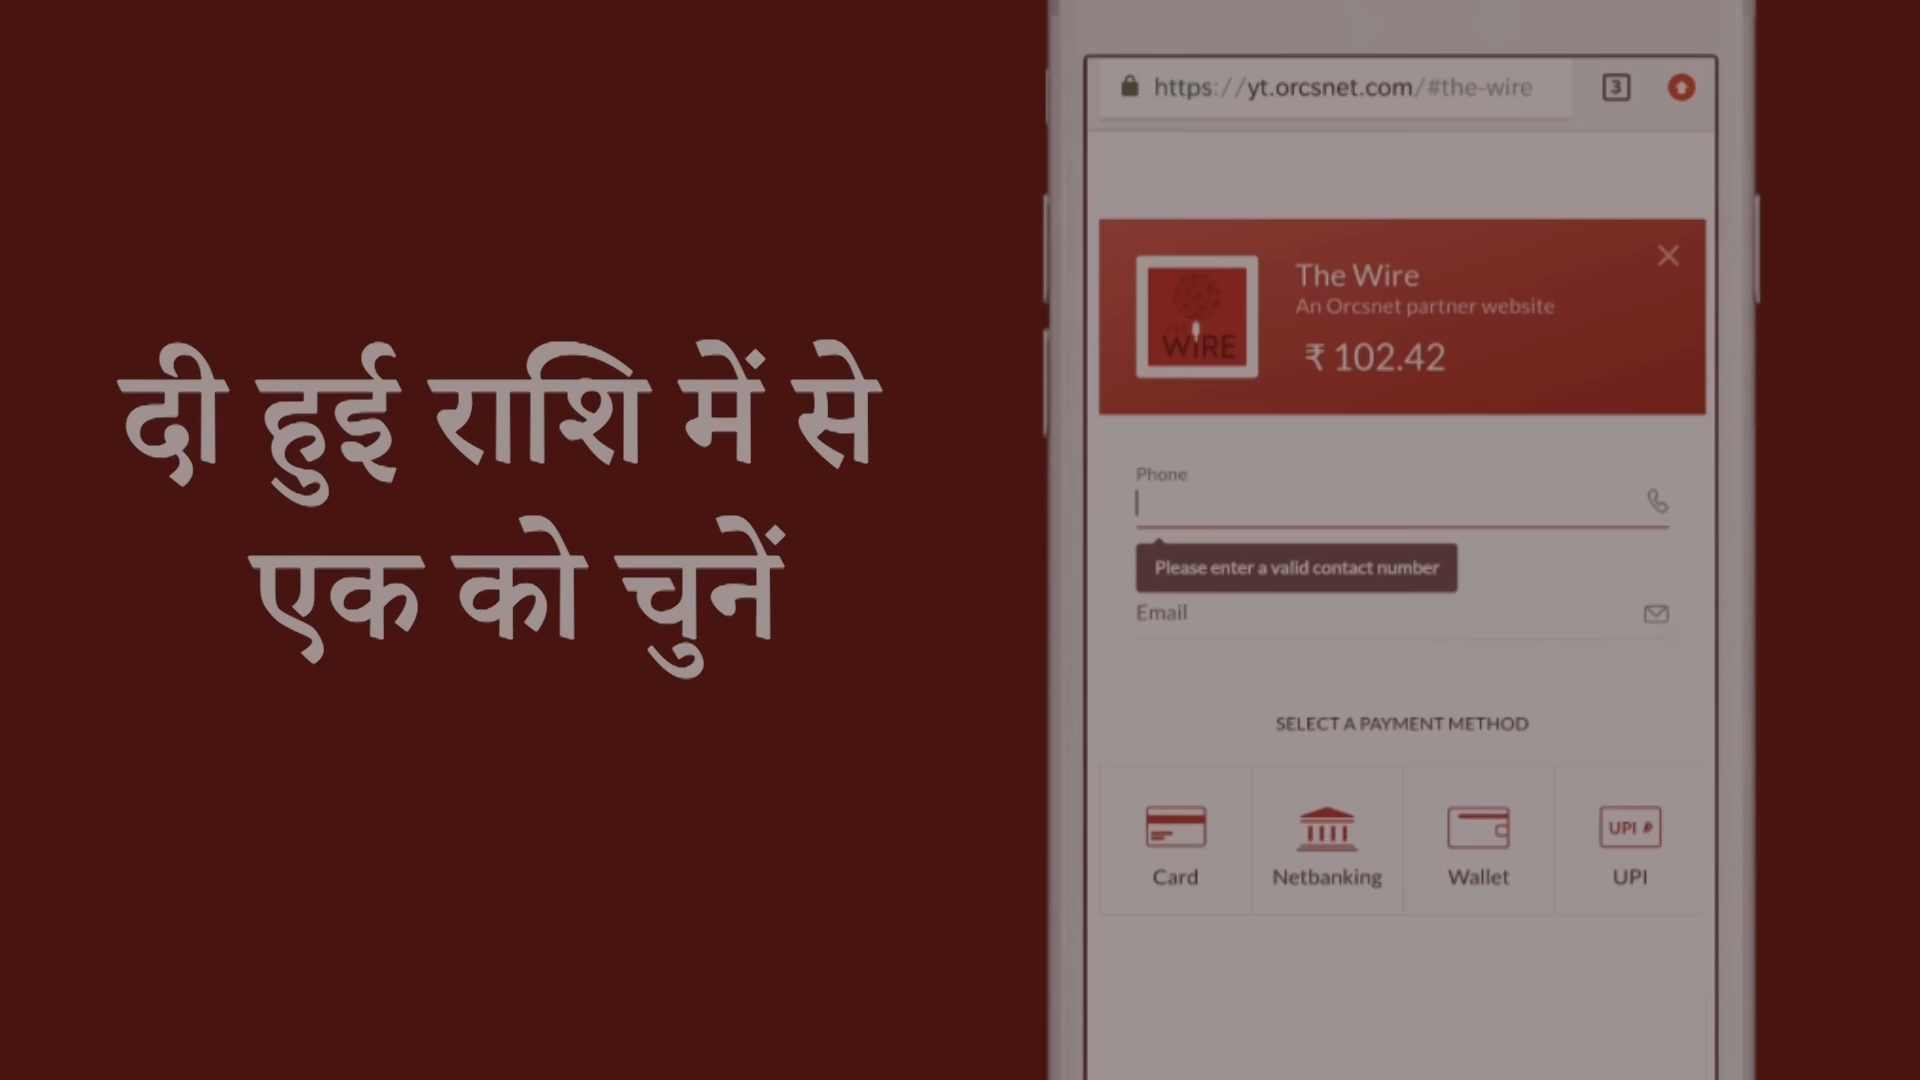 दी हुई राशि में से
एक को चुनें
https://yt.orcsnet.com/#the-wire
3
The Wire
An Orcsnet partner website
₹ 102.42
WIRE
Phone
Please enter a valid contact number
Email
SELECT A PAYMENT METHOD
Card
Netbanking
Wallet
UPI
UPI